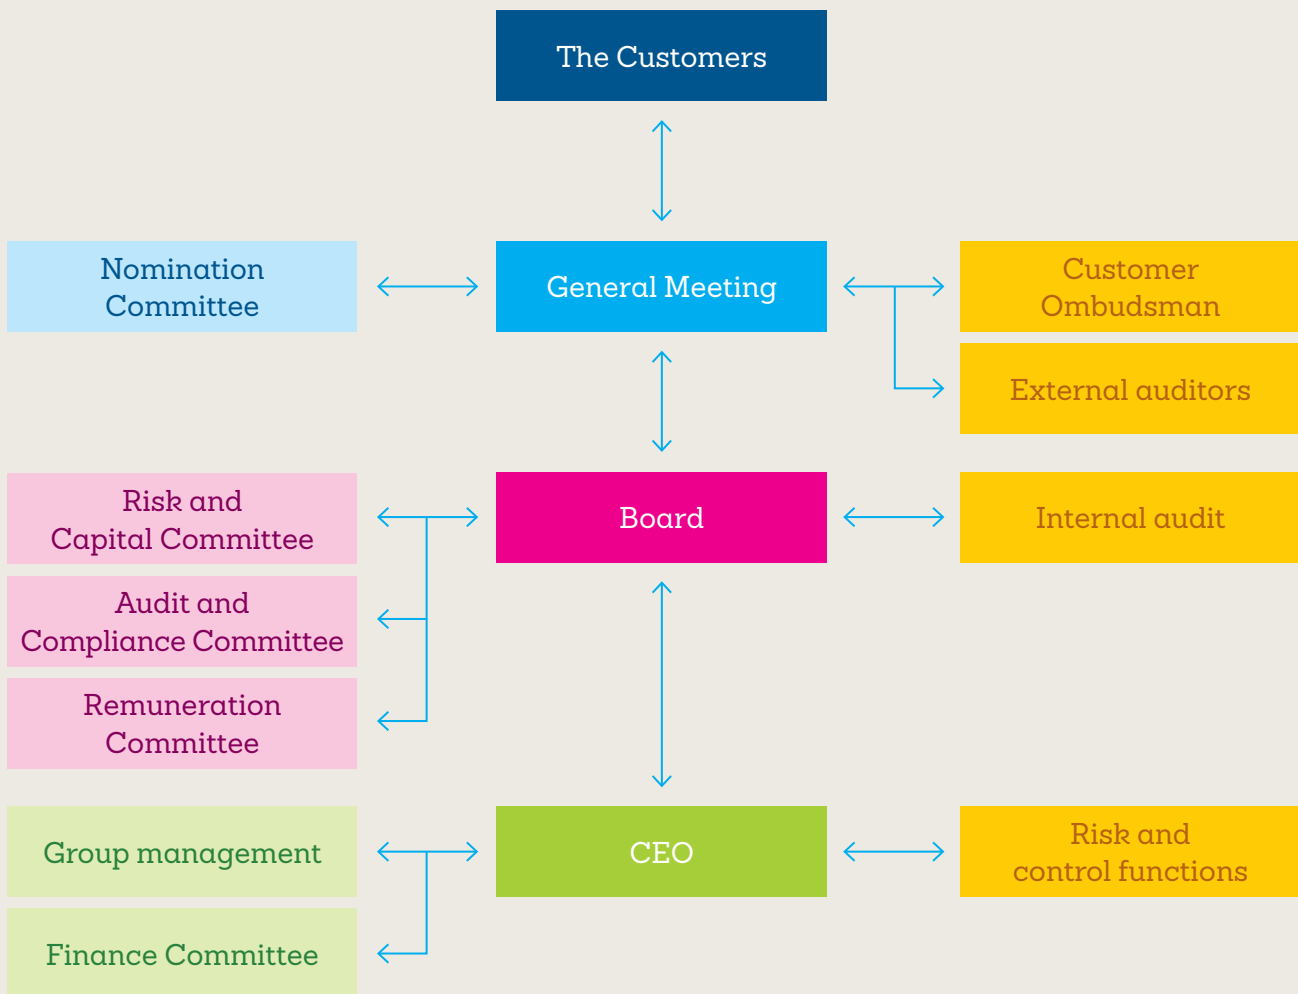 The Customers
Nomination
Committee
General Meeting
Customer
Ombudsman
External auditors
Risk and
Capital Committee
Board
Internal audit
Audit and
Compliance Committee
Remuneration
Committee
Group management
CEO
Risk and
control functions
Finance Committee